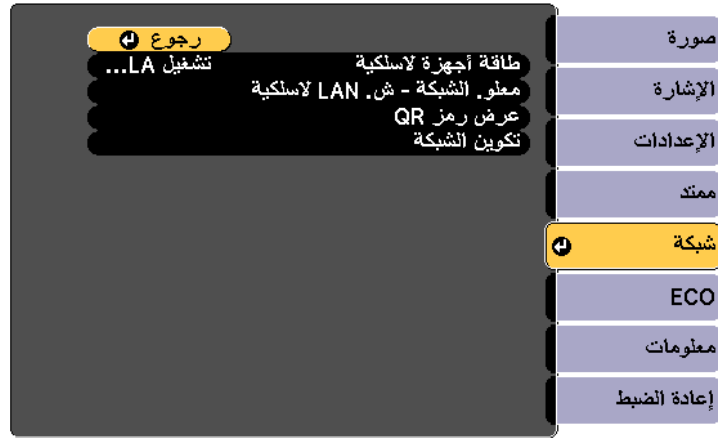 صورة
الإشارة
الإعدادات
ممتد
شبكة
ECO
معلومات
إعادة الضبط
رجوع
طاقة أجهزة لاسلكية تشغيل LA...
معلو. الشبكة - ش. LAN لاسلكية
عرض رمز QR
تكوين الشبكة